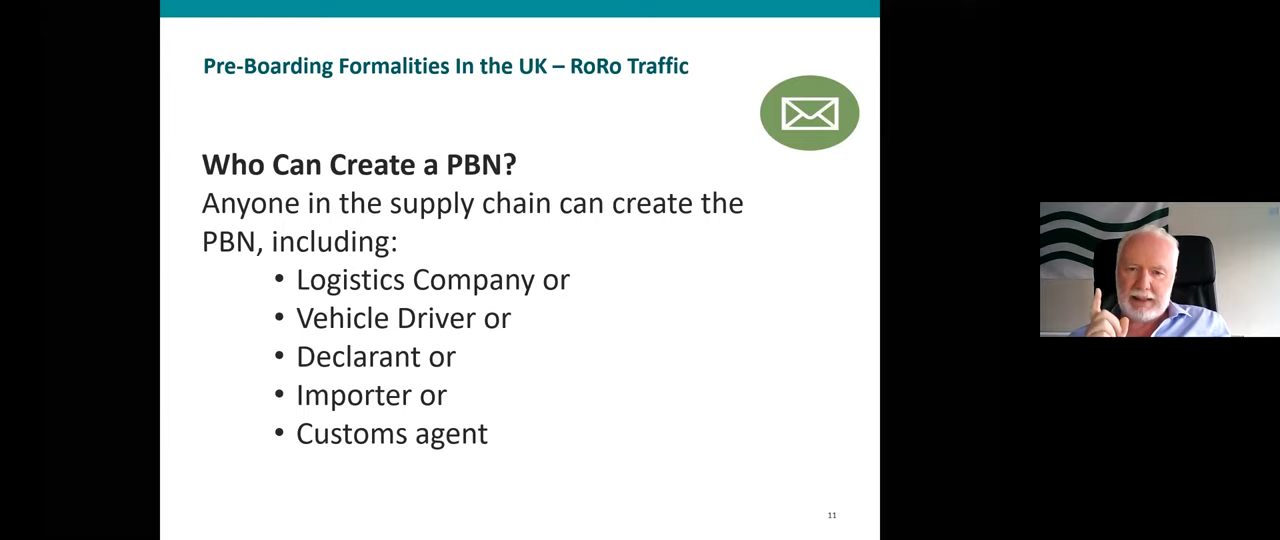 Pre-Boarding Formalities In the UK – RoRo Traffic
Who Can Create a PBN?
Anyone in the supply chain can create the
PBN, including:
• Logistics Company or
• Vehicle Driver or
• Declarant or
• Importer or
• Customs agent
11